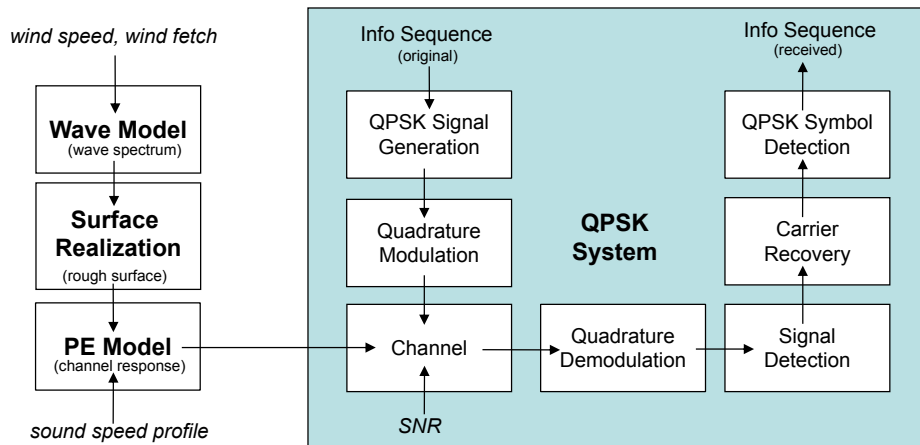 wind speed, wind fetch
Wave Model
(wave spectrum)
Surface
Realization
(rough surface)
PE Model
(channel response)
sound speed profile
Info Sequence
(original)
QPSK Signal
Generation
Quadrature
Modulation
Channel
SNR
QPSK
System
Quadrature
Demodulation
Info Sequence
(received)
QPSK Symbol
Detection
Carrier
Recovery
Signal
Detection